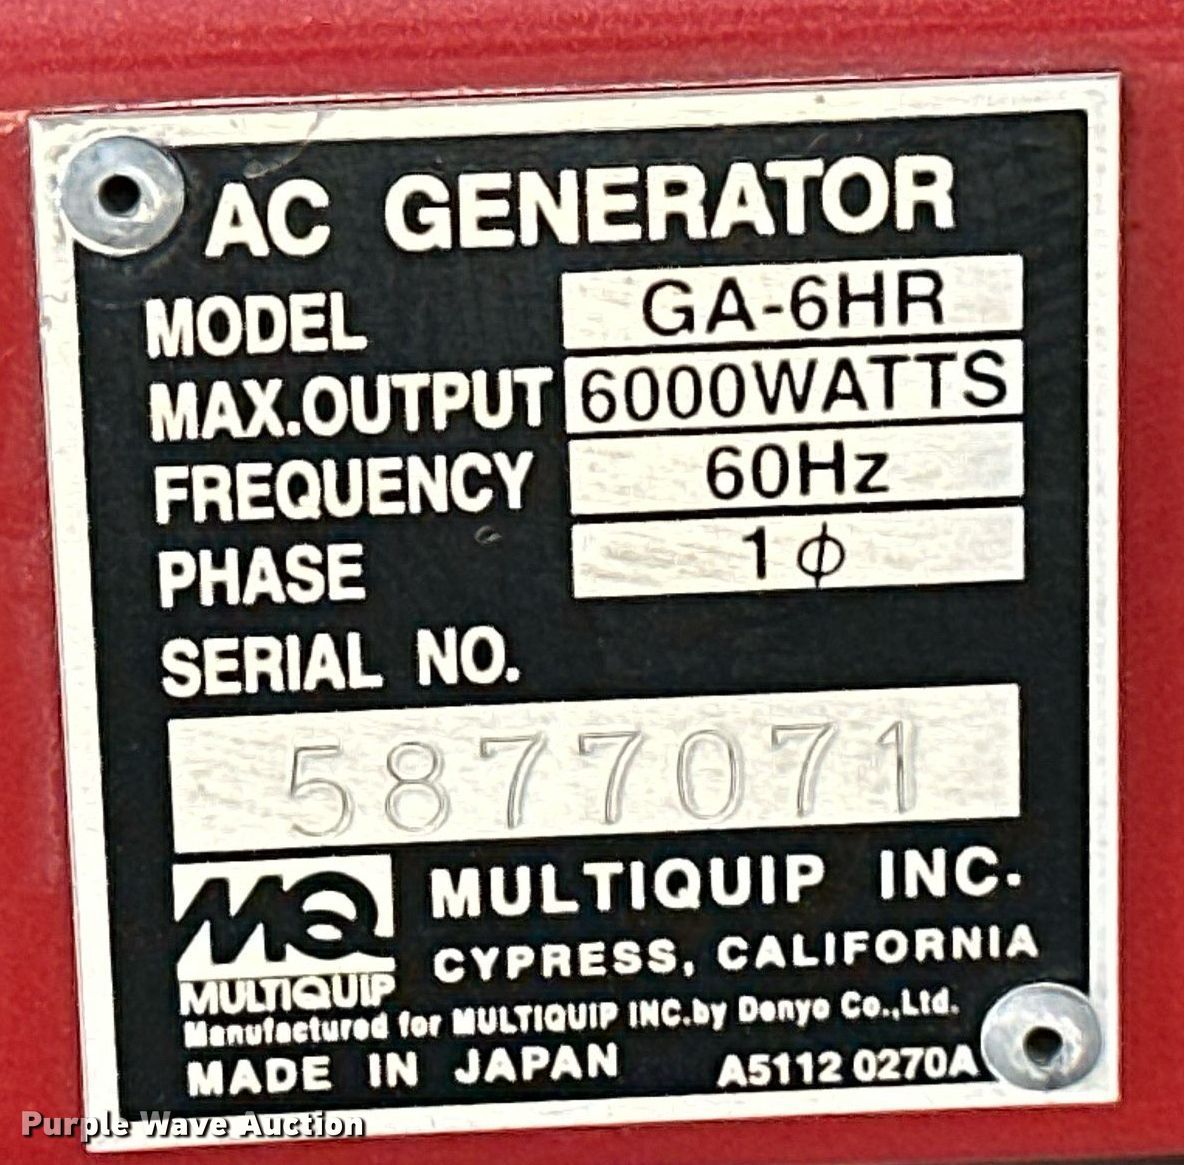 AC GENERATOR
MODEL GA-6HR
MAX.OUTPUT 6000WATTS
FREQUENCY 60Hz
PHASE 1ϕ
SERIAL NO.
5877071
MQ MULTIQUIP INC.
CYPRESS, CALIFORNIA
MULTIQUIP
Manufactured for MULTIQUIP INC.by Denyo Co.,Ltd.
MADE IN JAPAN A5112 0270A
Purple Wave Auction